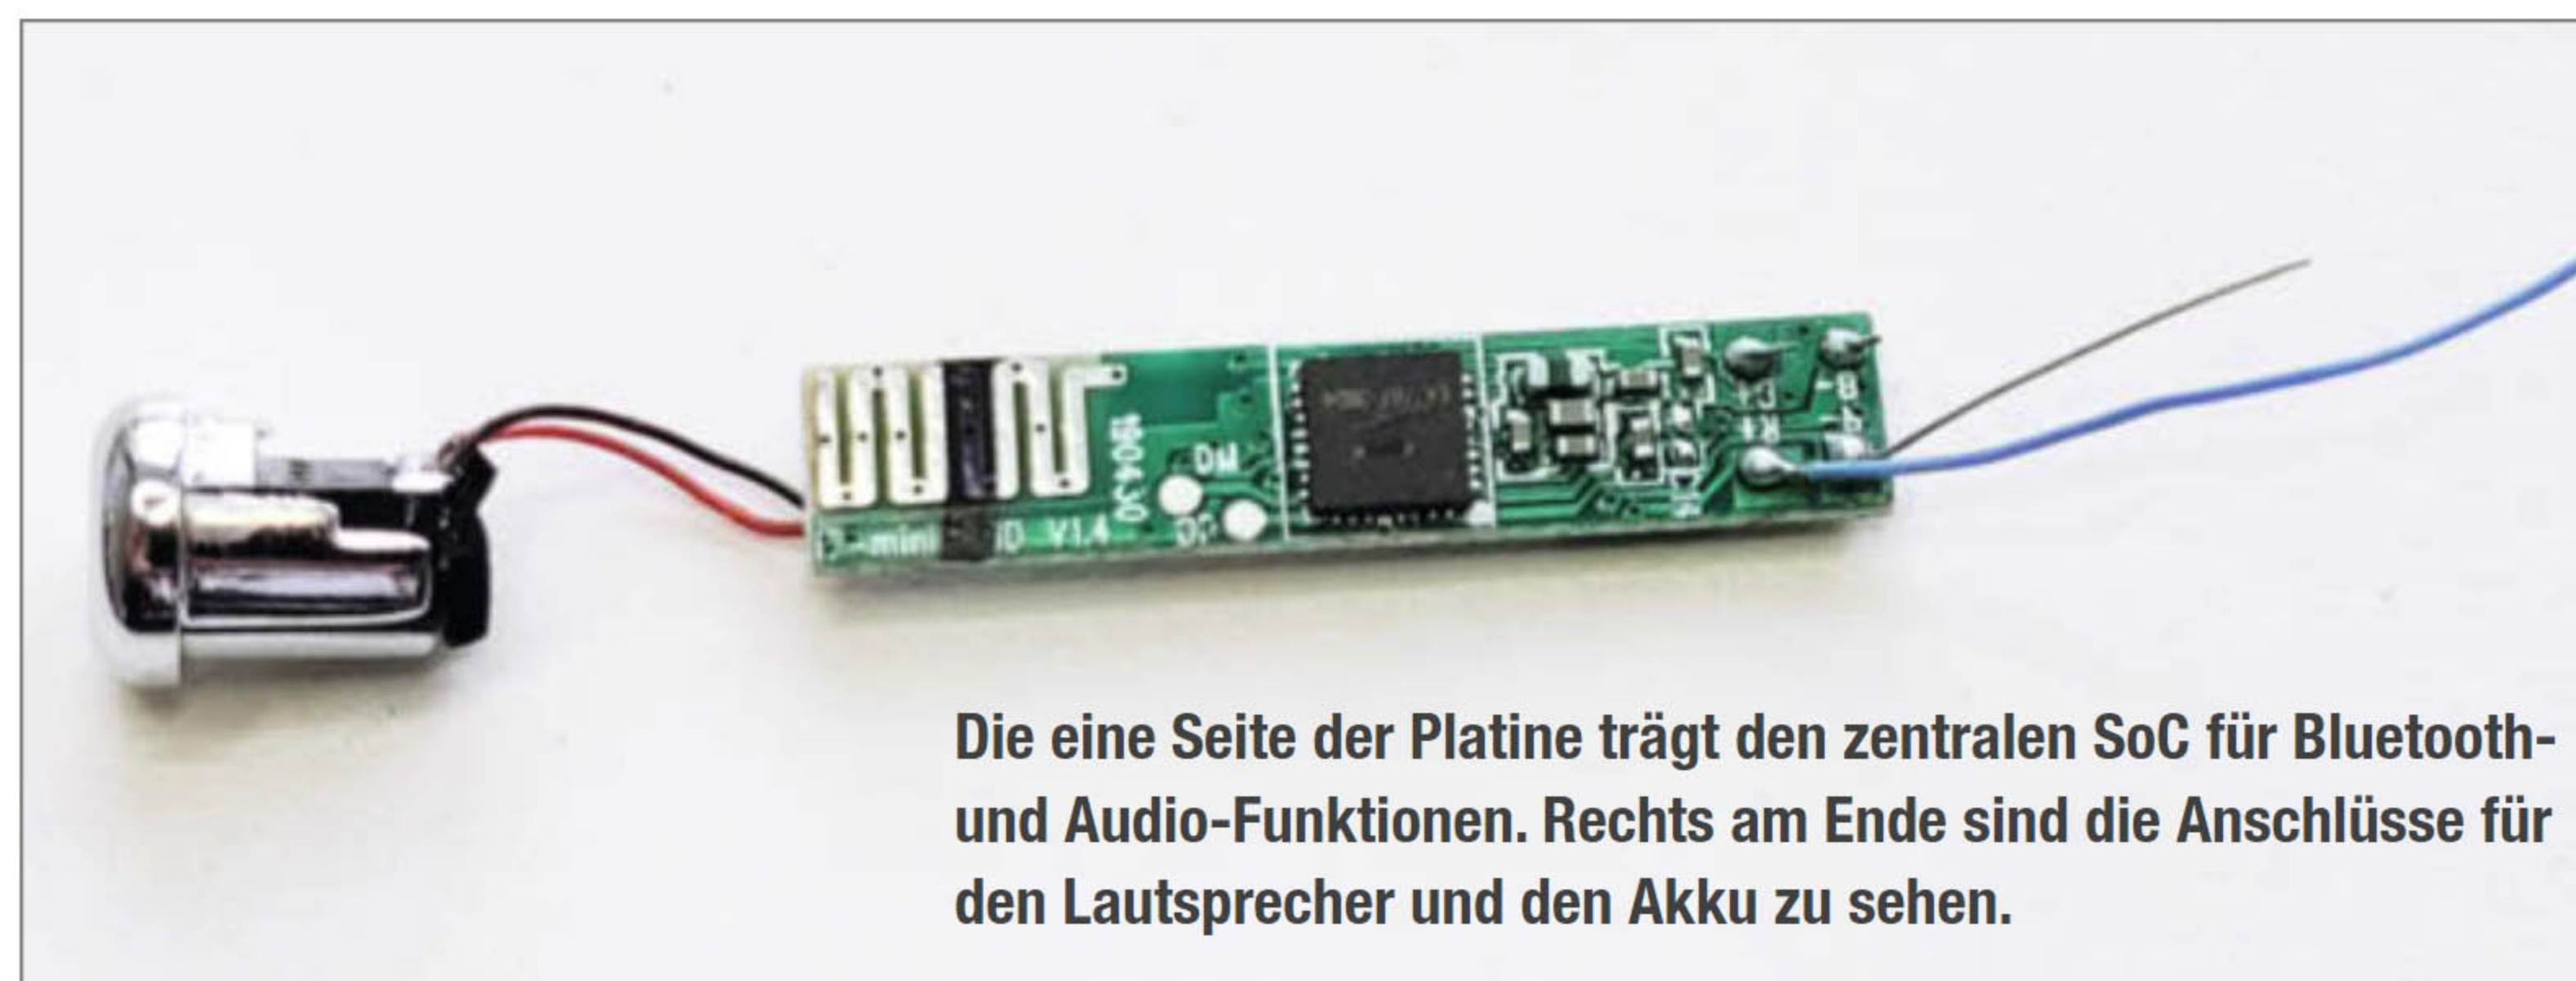 190430
V1.4
Die eine Seite der Platine trägt den zentralen SoC für Bluetooth-
und Audio-Funktionen. Rechts am Ende sind die Anschlüsse für
den Lautsprecher und den Akku zu sehen.